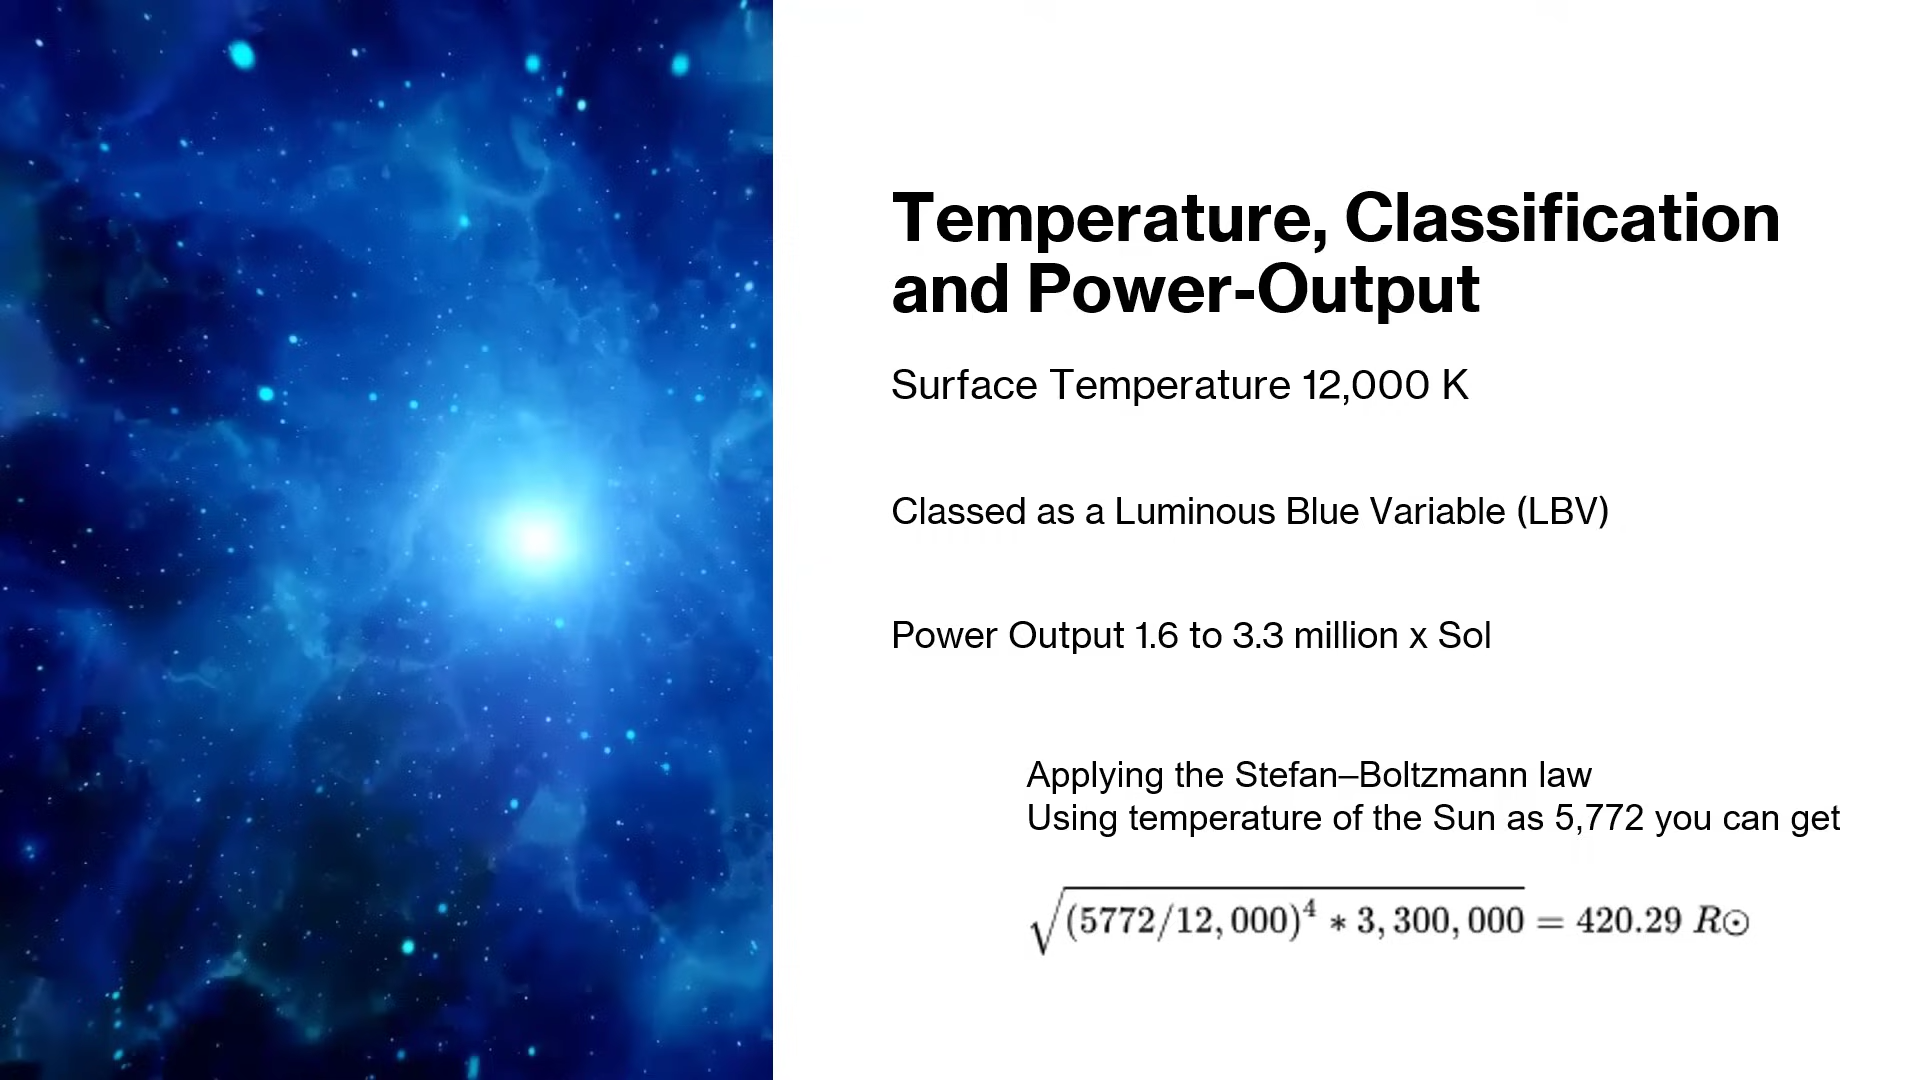 Temperature, Classification
and Power-Output
Surface Temperature 12,000 K
Classed as a Luminous Blue Variable (LBV)
Power Output 1.6 to 3.3 million x Sol
Applying the Stefan–Boltzmann law
Using temperature of the Sun as 5,772 you can get
√(5772/12,000)⁴ * 3,300,000 = 420.29 R☉